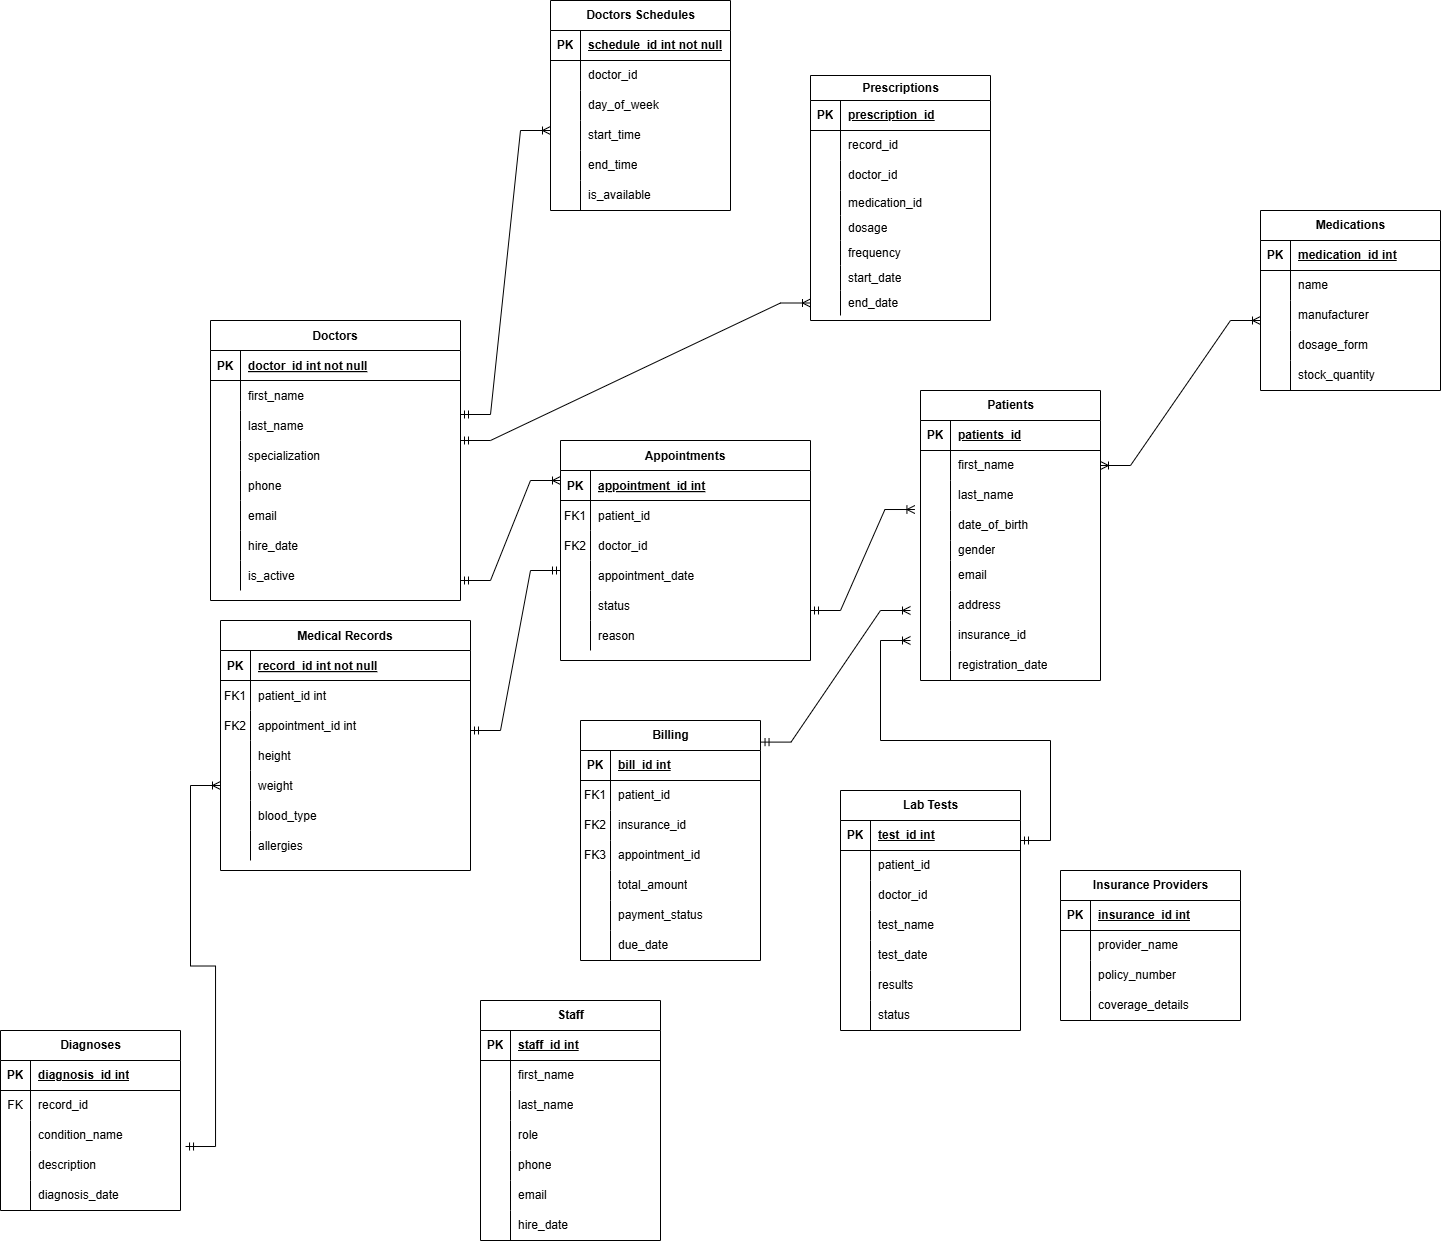 Doctors Schedules
PK schedule_id int not null
doctor_id
day_of_week
start_time
end_time
is_available
Prescriptions
PK prescription_id
record_id
doctor_id
medication_id
dosage
frequency
start_date
end_date
Medications
PK medication_id int
name
manufacturer
dosage_form
stock_quantity
Doctors
PK doctor_id int not null
first_name
last_name
specialization
phone
email
hire_date
is_active
Appointments
PK appointment_id int
FK1 patient_id
FK2 doctor_id
appointment_date
status
reason
Patients
PK patients_id
first_name
last_name
date_of_birth
gender
email
address
insurance_id
registration_date
Medical Records
PK record_id int not null
FK1 patient_id int
FK2 appointment_id int
height
weight
blood_type
allergies
Billing
PK bill_id int
FK1 patient_id
FK2 insurance_id
FK3 appointment_id
total_amount
payment_status
due_date
Lab Tests
PK test_id int
patient_id
doctor_id
test_name
test_date
results
status
Insurance Providers
PK insurance_id int
provider_name
policy_number
coverage_details
Staff
PK staff_id int
first_name
last_name
role
phone
email
hire_date
Diagnoses
PK diagnosis_id int
FK record_id
condition_name
description
diagnosis_date